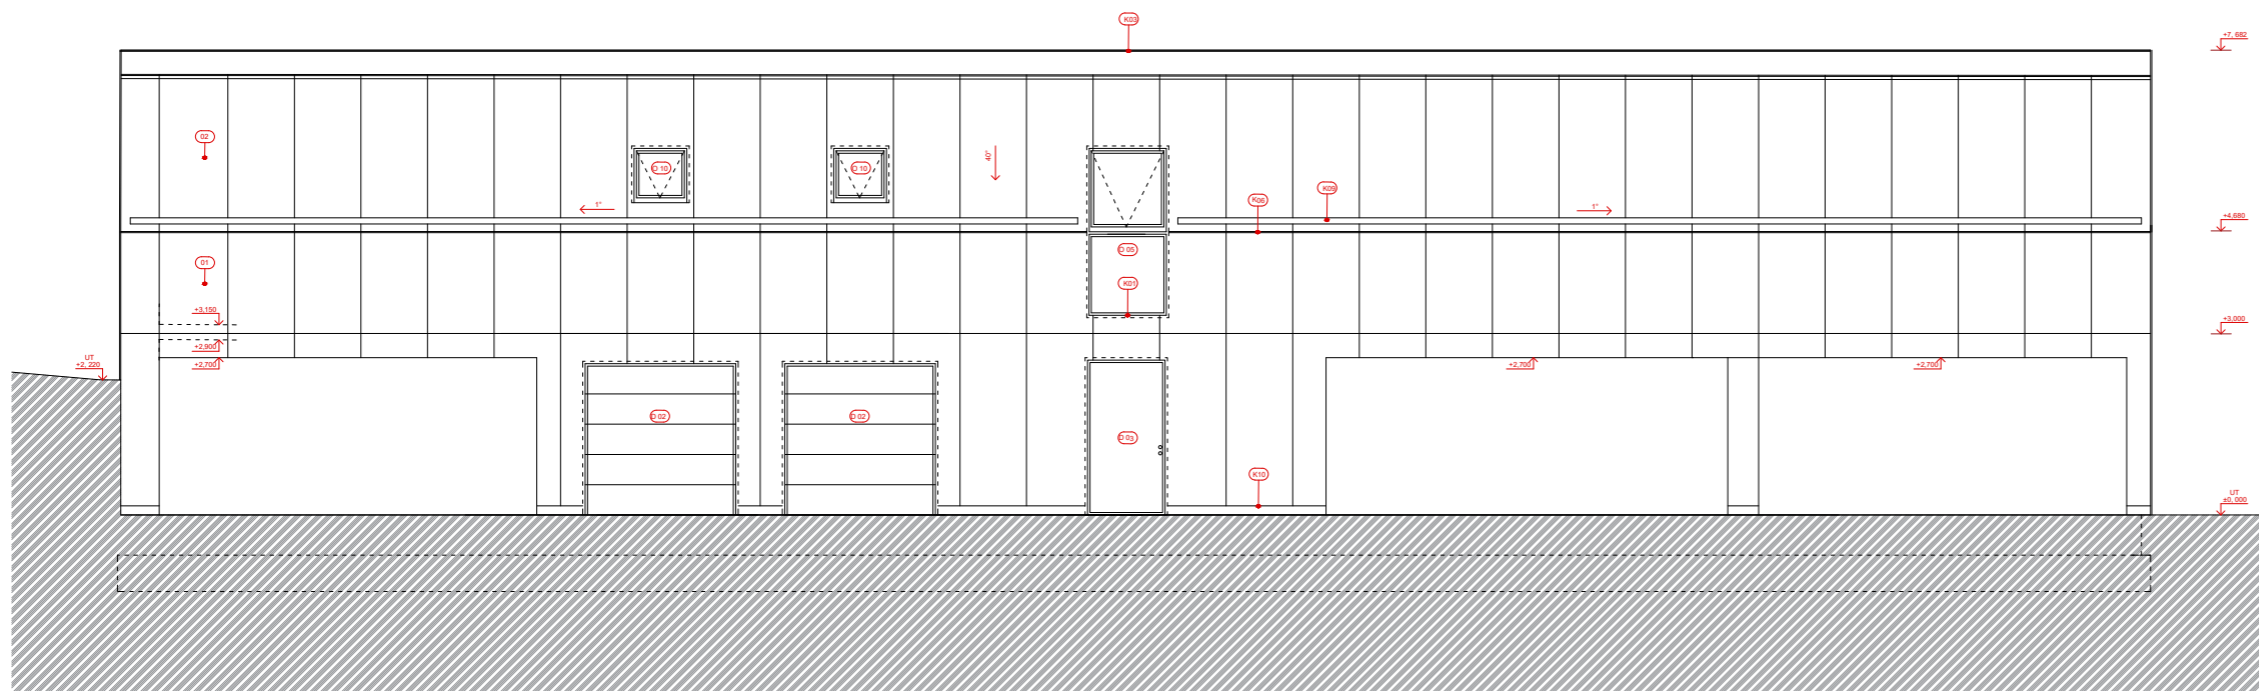 K03
+7, 682
02
40°
O 10
O 10
K09
K08
1°
1°
+4,680
O 05
01
K01
+3,150
+3,000
+2,900
UT
+2, 220
+2,700
+2,700
+2,700
D 02
D 02
D 03
K10
UT
±0, 000